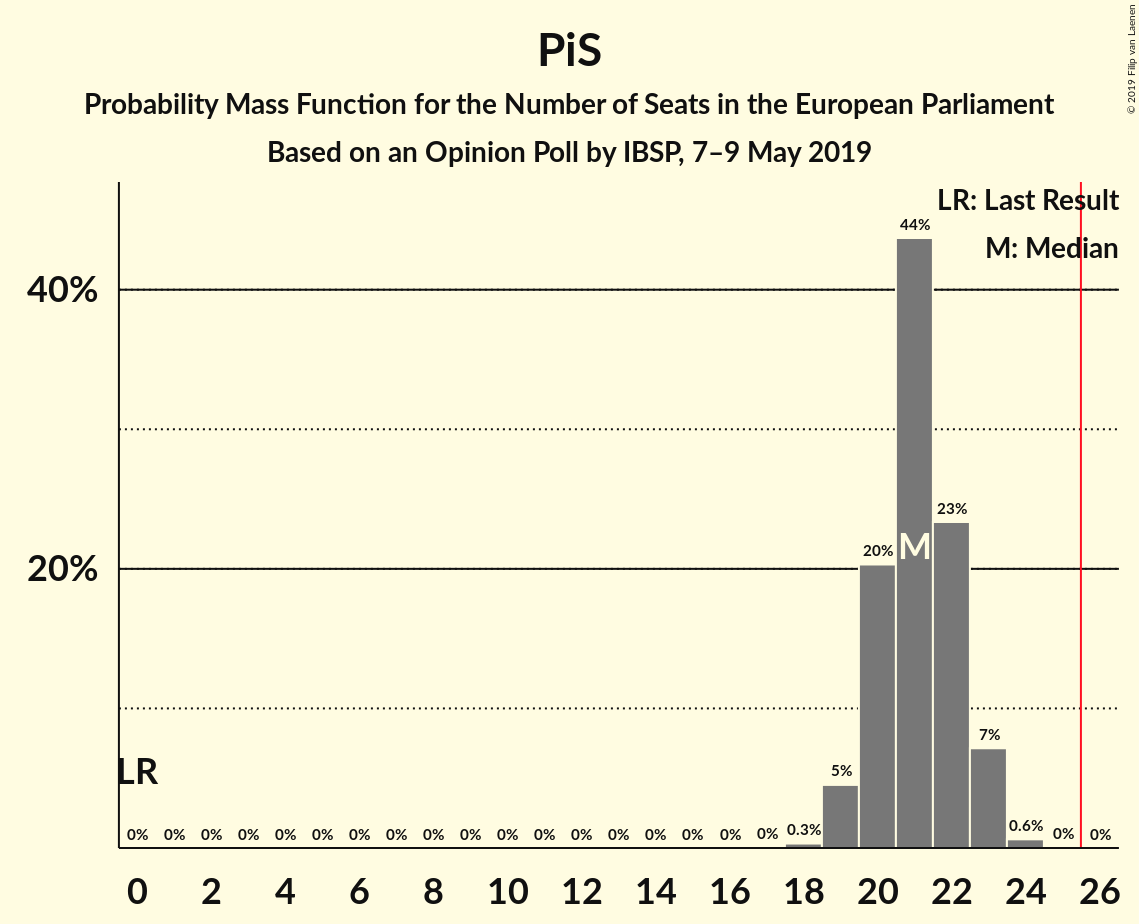 PiS
Probability Mass Function for the Number of Seats in the European Parliament
Based on an Opinion Poll by IBSP, 7–9 May 2019
© 2019 Filip van Laenen
LR: Last Result
M: Median
44%
40%
23%
20%
M
20%
7%
LR
5%
0% 0% 0% 0% 0% 0% 0% 0% 0% 0% 0% 0% 0% 0% 0% 0% 0% 0% 0.3% 0.6% 0% 0%
0 2 4 6 8 10 12 14 16 18 20 22 24 26